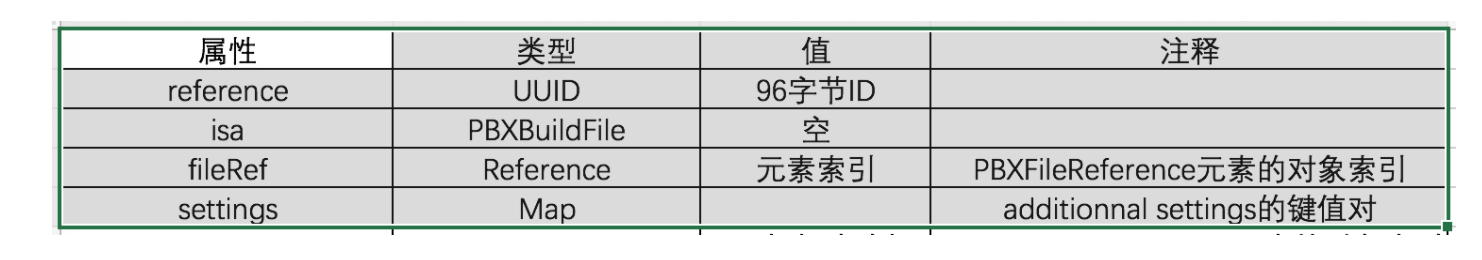 属性 类型 值 注释
reference UUID 96字节ID
isa PBXBuildFile 空
fileRef Reference 元素索引 PBXFileReference元素的对象索引
settings Map additionnal settings的键值对